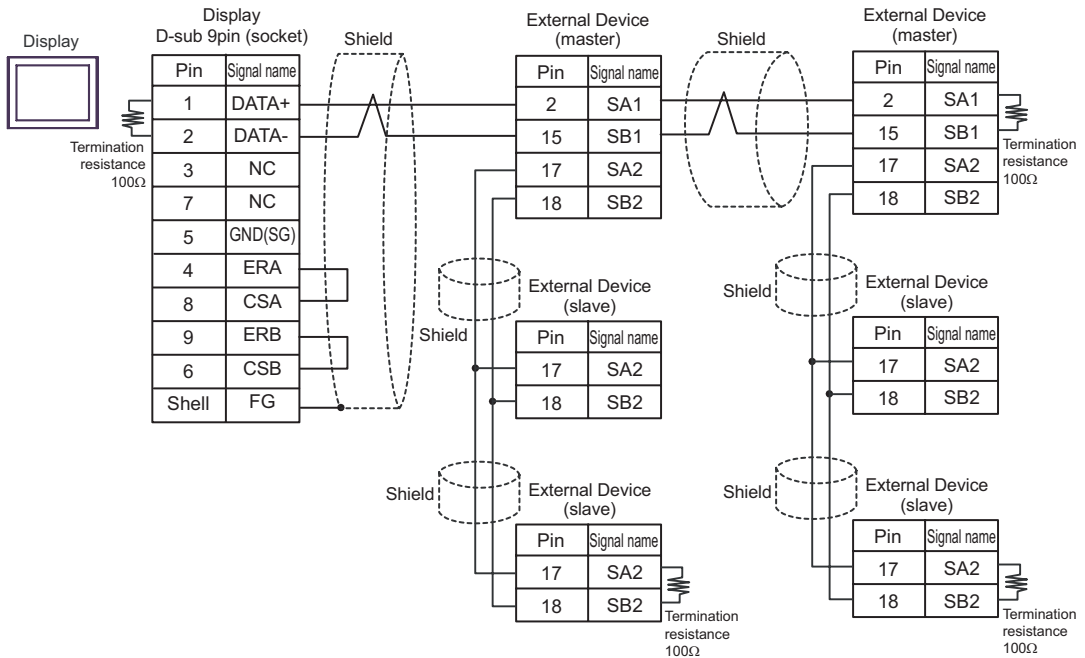 Display
Display
D-sub 9pin (socket)
Pin Signal name
1 DATA+
2 DATA-
3 NC
7 NC
5 GND(SG)
4 ERA
8 CSA
9 ERB
6 CSB
Shell FG
Termination
resistance
100Ω
Shield
External Device
(master)
Pin Signal name
2 SA1
15 SB1
17 SA2
18 SB2
Shield
External Device
(master)
Pin Signal name
2 SA1
15 SB1
17 SA2
18 SB2
Termination
resistance
100Ω
Shield
External Device
(slave)
Pin Signal name
17 SA2
18 SB2
Shield
External Device
(slave)
Pin Signal name
17 SA2
18 SB2
Shield
External Device
(slave)
Pin Signal name
17 SA2
18 SB2
Termination
resistance
100Ω
Shield
External Device
(slave)
Pin Signal name
17 SA2
18 SB2
Termination
resistance
100Ω